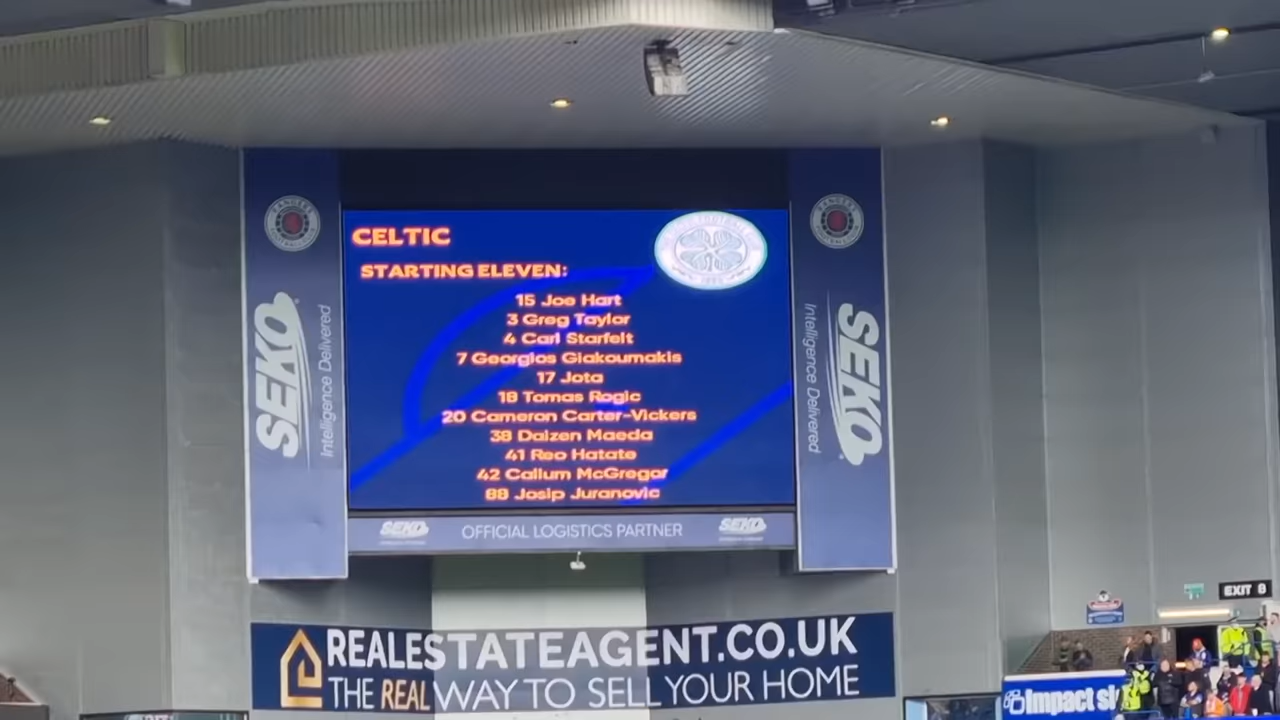 CELTIC
STARTING ELEVEN:
15 Joe Hart
3 Greg Taylor
4 Carl Starfelt
7 Georgios Giakoumakis
17 Jota
18 Tomas Rogic
20 Cameron Carter-Vickers
38 Daizen Maeda
41 Reo Hatate
42 Callum McGregor
88 Josip Juranovic
SEKO
Intelligence Delivered
SEKO
Intelligence Delivered
SEKO
OFFICIAL LOGISTICS PARTNER
SEKO
REALESTATEAGENT.CO.UK
THE REAL WAY TO SELL YOUR HOME
EXIT 8
Impact